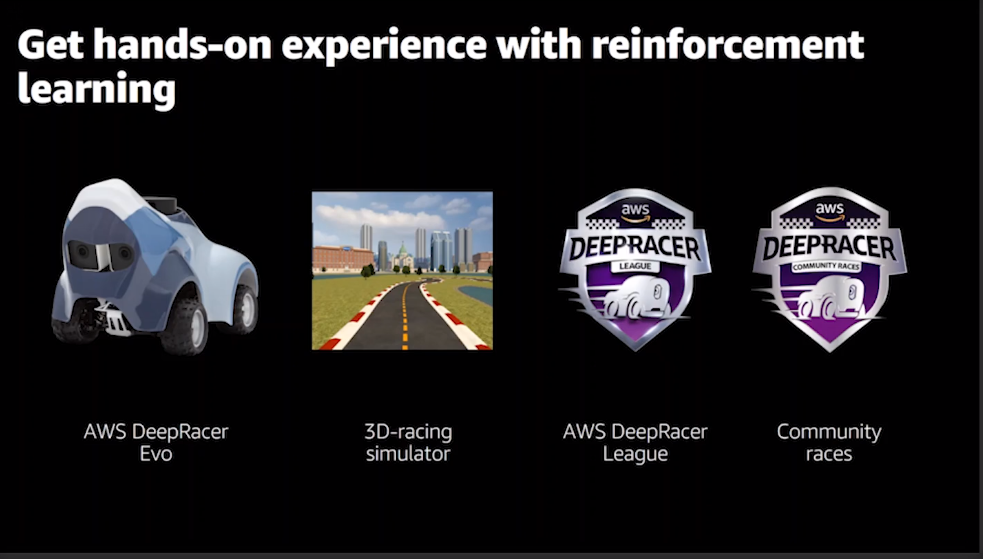 Get hands-on experience with reinforcement
learning
aws
DEEPRACER
LEAGUE
aws
DEEPRACER
COMMUNITY RACES
AWS DeepRacer
Evo
3D-racing
simulator
AWS DeepRacer
League
Community
races